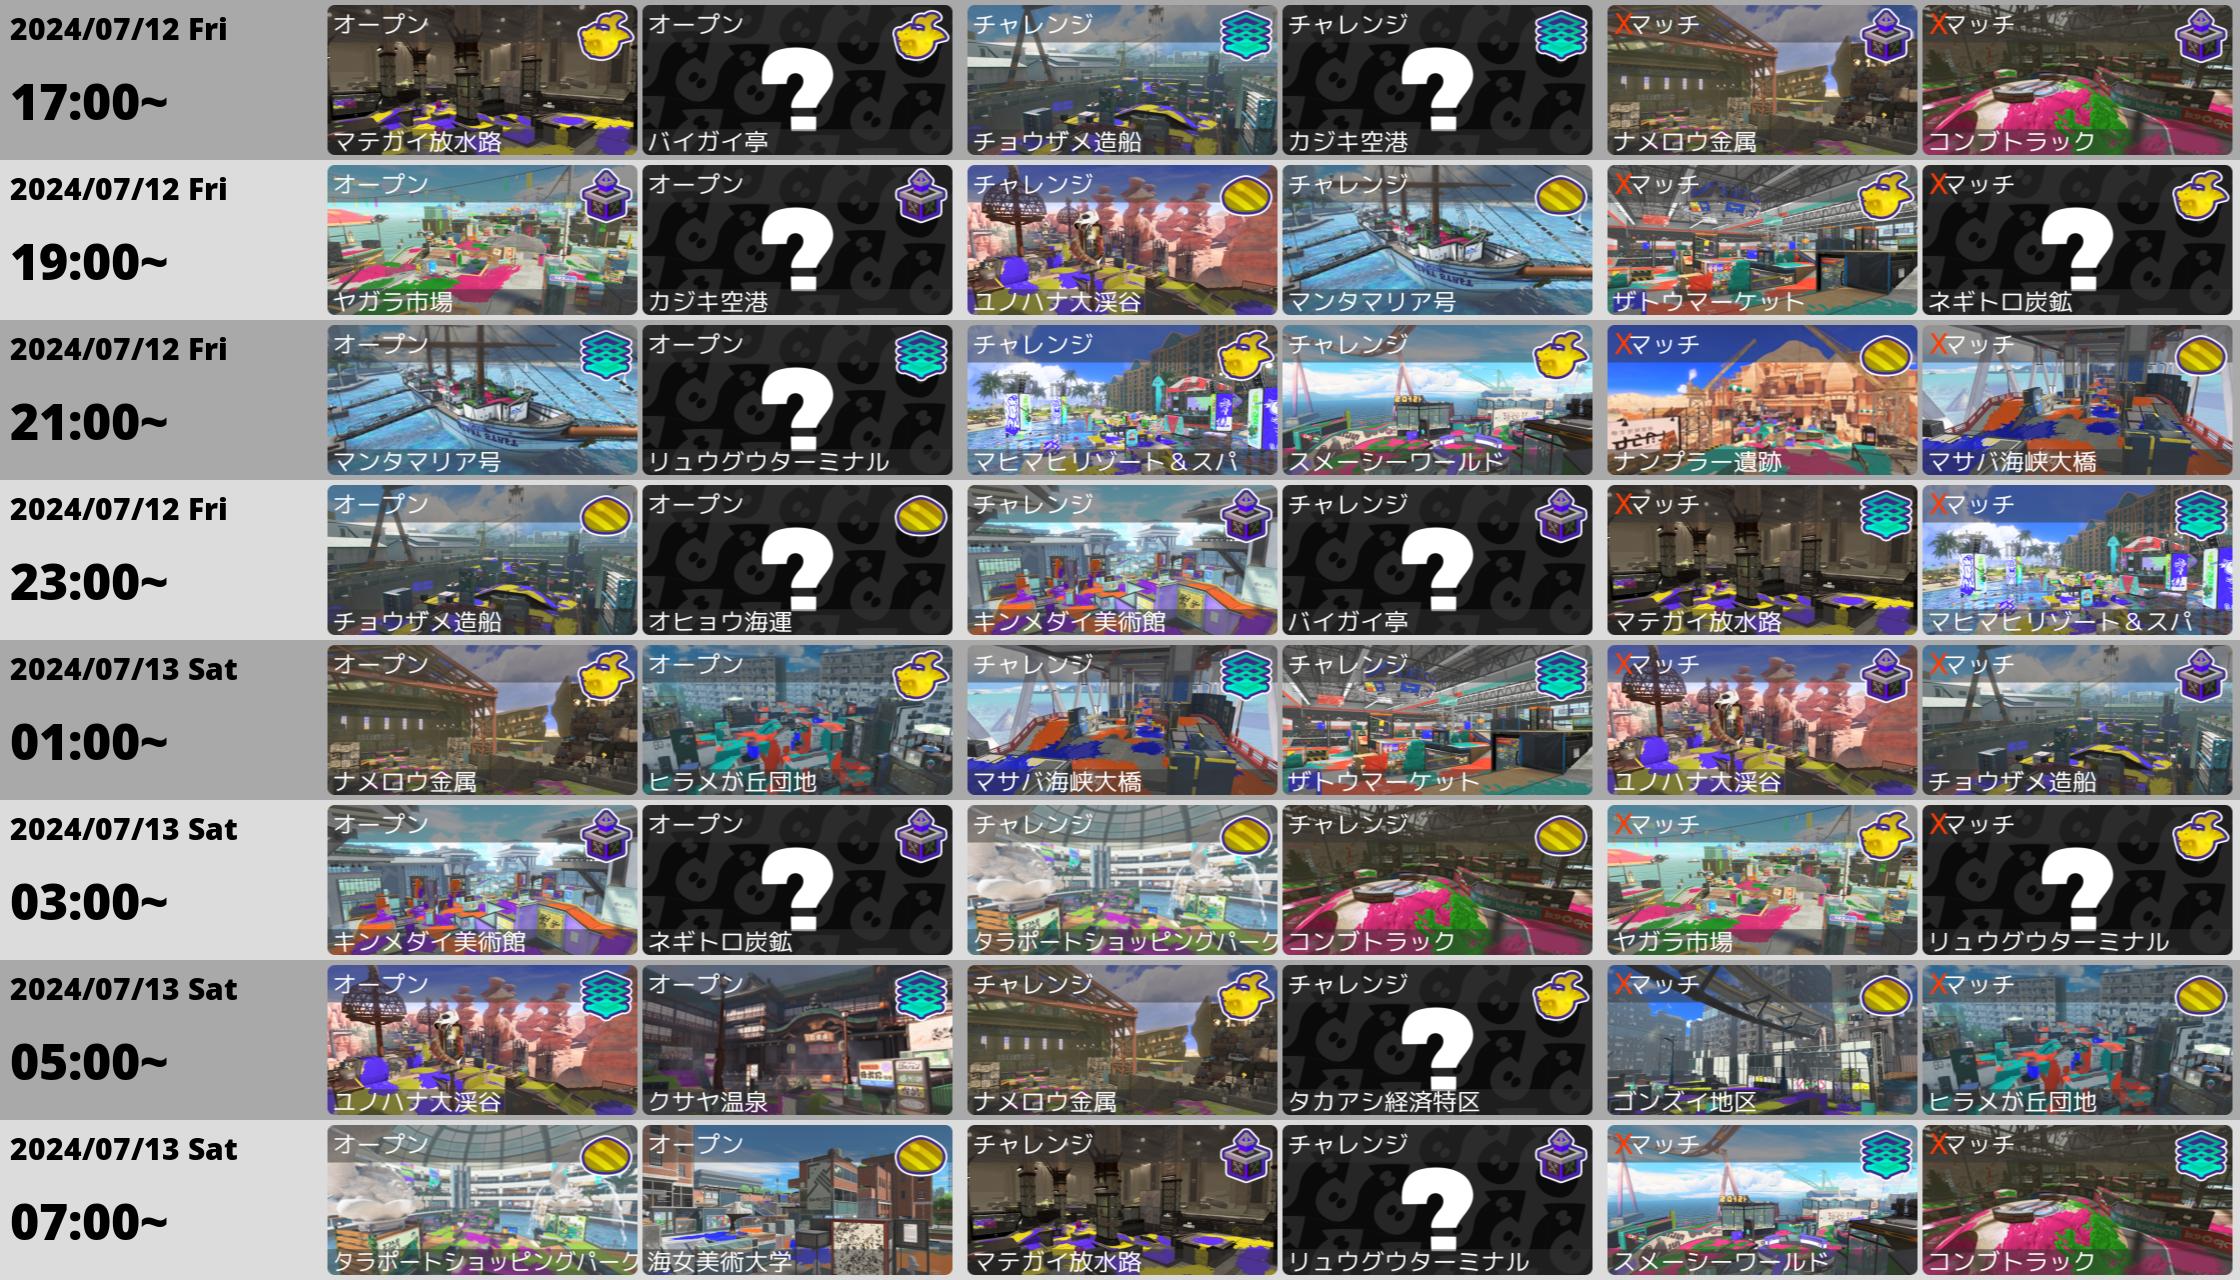 2024/07/12 Fri
17:00~
オープン
マテガイ放水路
オープン
バイガイ亭
チャレンジ
チョウザメ造船
チャレンジ
カジキ空港
Xマッチ
ナメロウ金属
Xマッチ
コンブトラック
2024/07/12 Fri
19:00~
オープン
ヤガラ市場
オープン
カジキ空港
チャレンジ
ユノハナ大渓谷
チャレンジ
マンタマリア号
Xマッチ
ザトウマーケット
Xマッチ
ネギトロ炭鉱
2024/07/12 Fri
21:00~
オープン
マンタマリア号
オープン
リュウグウターミナル
チャレンジ
マヒマヒリゾート&スパ
チャレンジ
スメーシーワールド
Xマッチ
ナンプラー遺跡
Xマッチ
マサバ海峡大橋
2024/07/12 Fri
23:00~
オープン
チョウザメ造船
オープン
オヒョウ海運
チャレンジ
キンメダイ美術館
チャレンジ
バイガイ亭
Xマッチ
マテガイ放水路
Xマッチ
マヒマヒリゾート&スパ
2024/07/13 Sat
01:00~
オープン
ナメロウ金属
オープン
ヒラメが丘団地
チャレンジ
マサバ海峡大橋
チャレンジ
ザトウマーケット
Xマッチ
ユノハナ大渓谷
Xマッチ
チョウザメ造船
2024/07/13 Sat
03:00~
オープン
キンメダイ美術館
オープン
ネギトロ炭鉱
チャレンジ
タラポートショッピングパーク
チャレンジ
コンブトラック
Xマッチ
ヤガラ市場
Xマッチ
リュウグウターミナル
2024/07/13 Sat
05:00~
オープン
ユノハナ大渓谷
オープン
クサヤ温泉
チャレンジ
ナメロウ金属
チャレンジ
タカアシ経済特区
Xマッチ
ゴンズイ地区
Xマッチ
ヒラメが丘団地
2024/07/13 Sat
07:00~
オープン
タラポートショッピングパーク
オープン
海女美術大学
チャレンジ
マテガイ放水路
チャレンジ
リュウグウターミナル
Xマッチ
スメーシーワールド
Xマッチ
コンブトラック